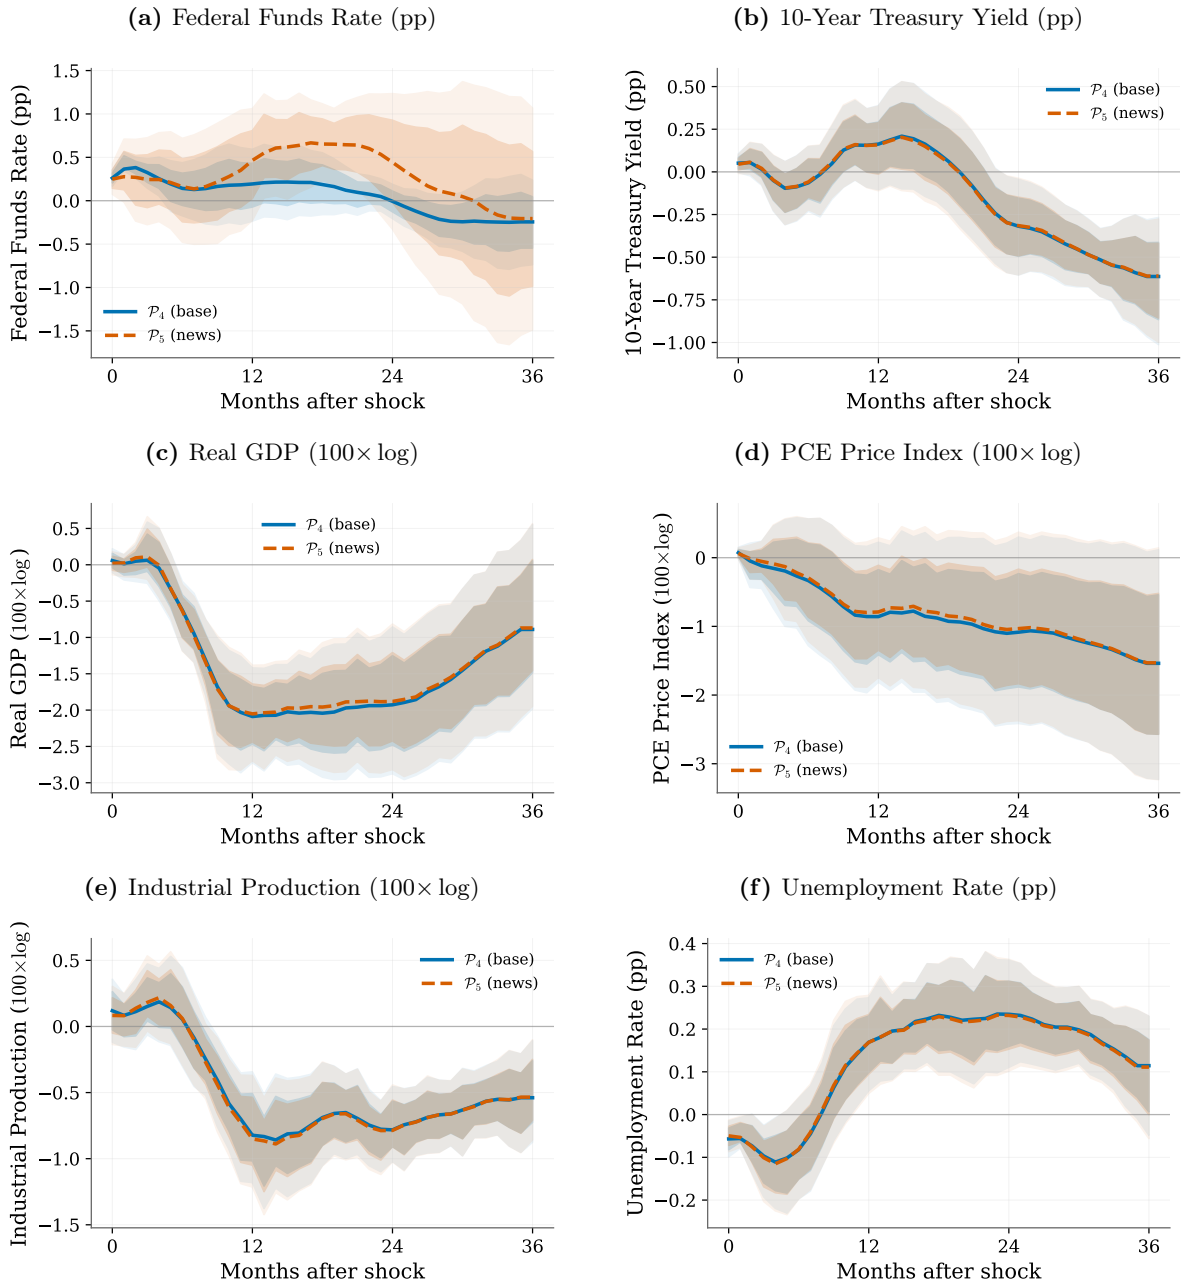 (a) Federal Funds Rate (pp)
Federal Funds Rate (pp)
1.5
1.0
0.5
0.0
−0.5
−1.0
−1.5
𝒫₄ (base)
𝒫₅ (news)
0 12 24 36
Months after shock
(b) 10-Year Treasury Yield (pp)
10-Year Treasury Yield (pp)
0.50
0.25
0.00
−0.25
−0.50
−0.75
−1.00
𝒫₄ (base)
𝒫₅ (news)
0 12 24 36
Months after shock
(c) Real GDP (100× log)
Real GDP (100×log)
0.5
0.0
−0.5
−1.0
−1.5
−2.0
−2.5
−3.0
𝒫₄ (base)
𝒫₅ (news)
0 12 24 36
Months after shock
(d) PCE Price Index (100× log)
PCE Price Index (100×log)
0
−1
−2
−3
𝒫₄ (base)
𝒫₅ (news)
0 12 24 36
Months after shock
(e) Industrial Production (100× log)
Industrial Production (100×log)
0.5
0.0
−0.5
−1.0
−1.5
𝒫₄ (base)
𝒫₅ (news)
0 12 24 36
Months after shock
(f) Unemployment Rate (pp)
Unemployment Rate (pp)
0.4
0.3
0.2
0.1
0.0
−0.1
−0.2
𝒫₄ (base)
𝒫₅ (news)
0 12 24 36
Months after shock